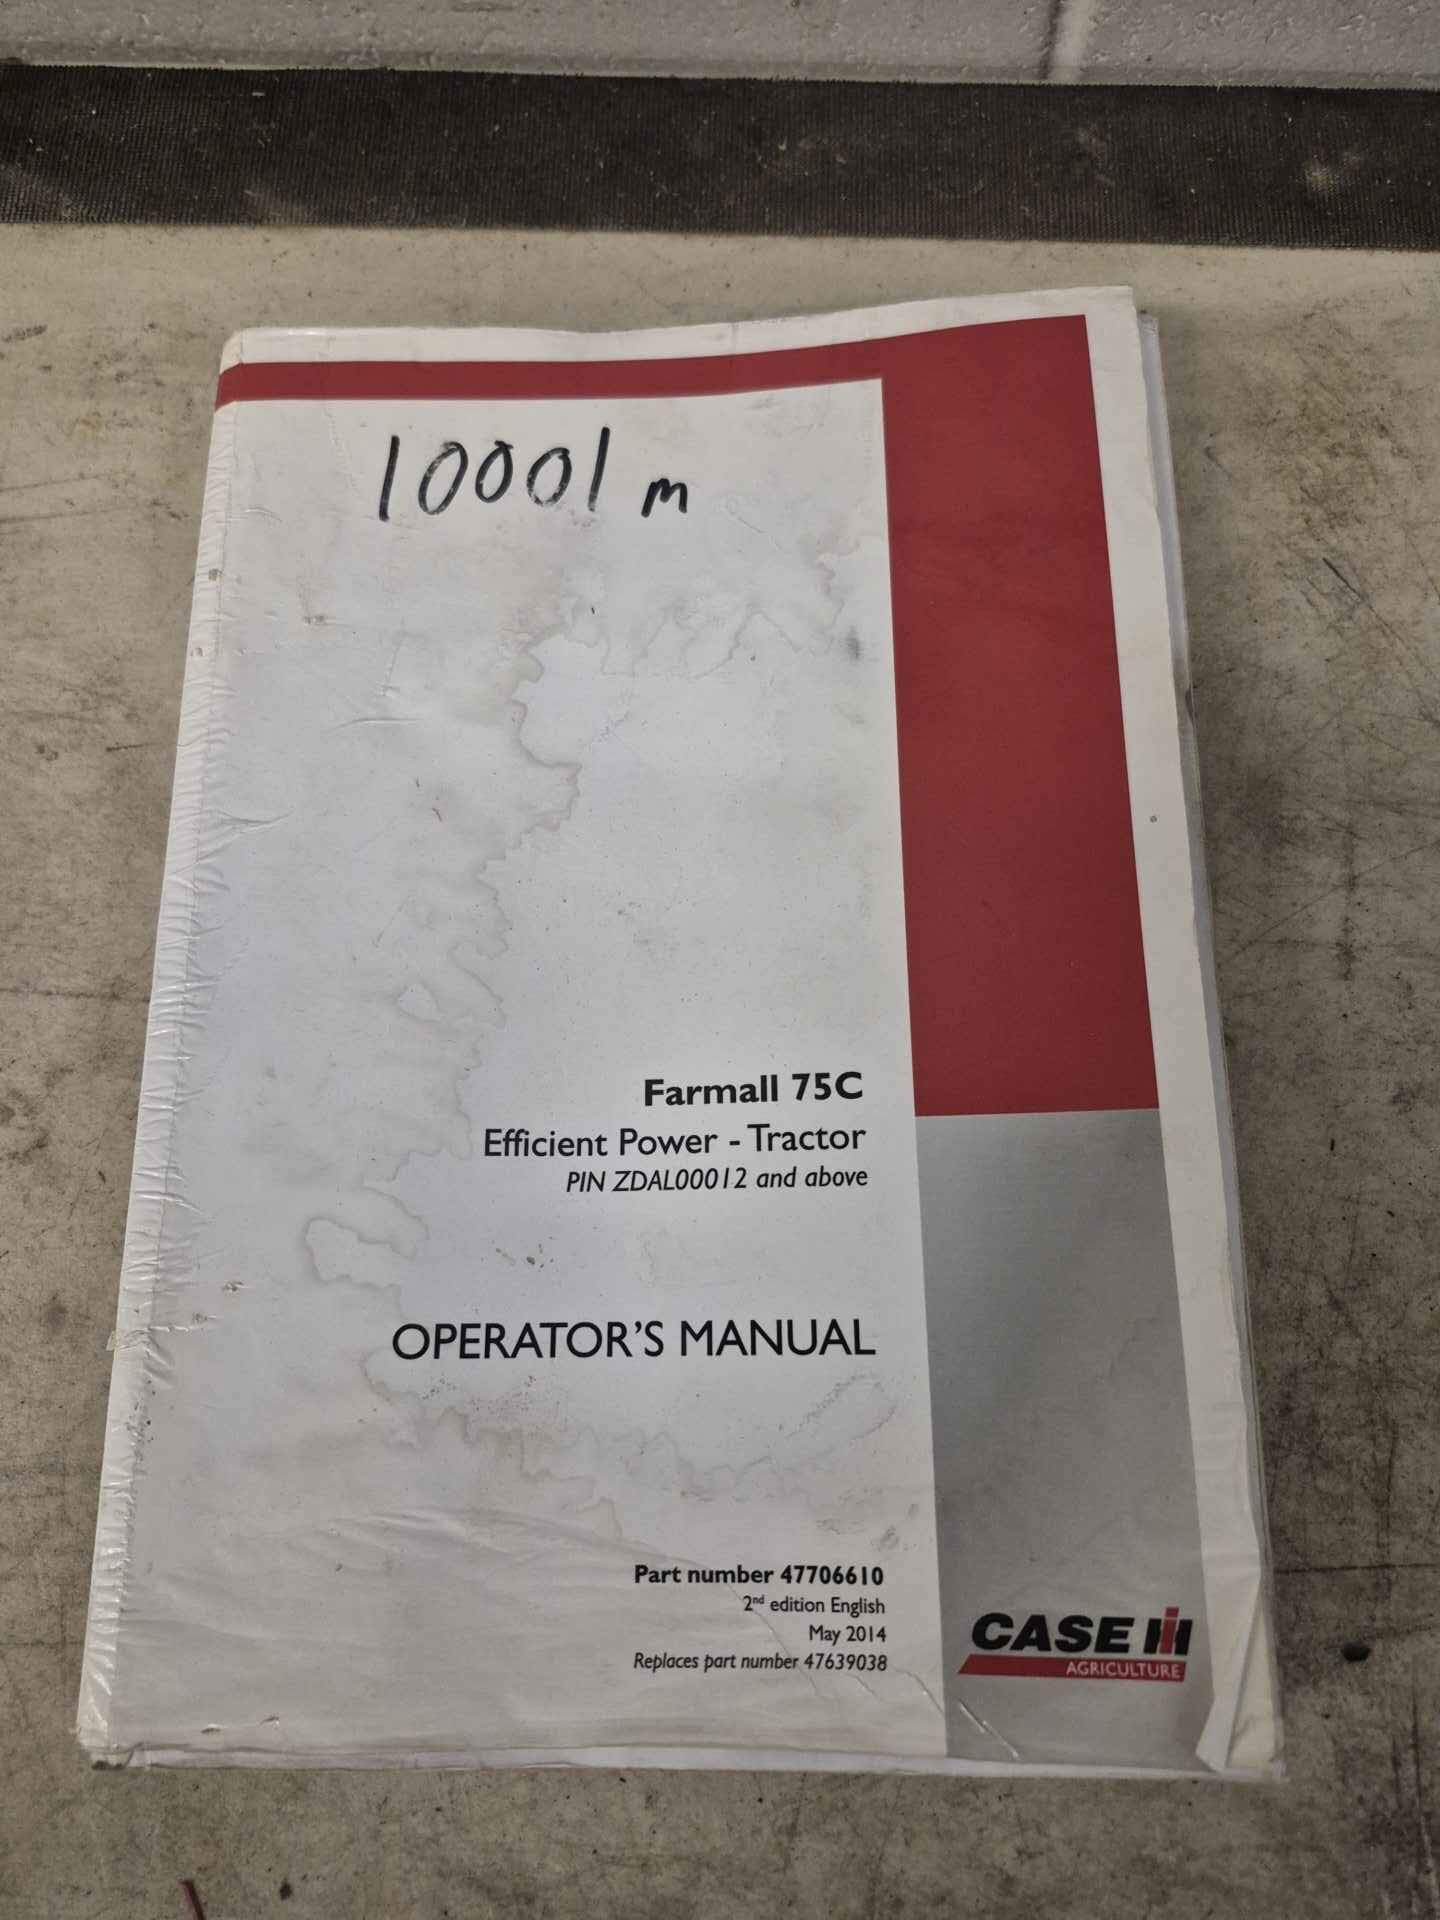 10001 m
Farmall 75C
Efficient Power - Tractor
PIN ZDAL00012 and above
OPERATOR'S MANUAL
Part number 47706610
2nd edition English
May 2014
Replaces part number 47639038
CASE IH
AGRICULTURE